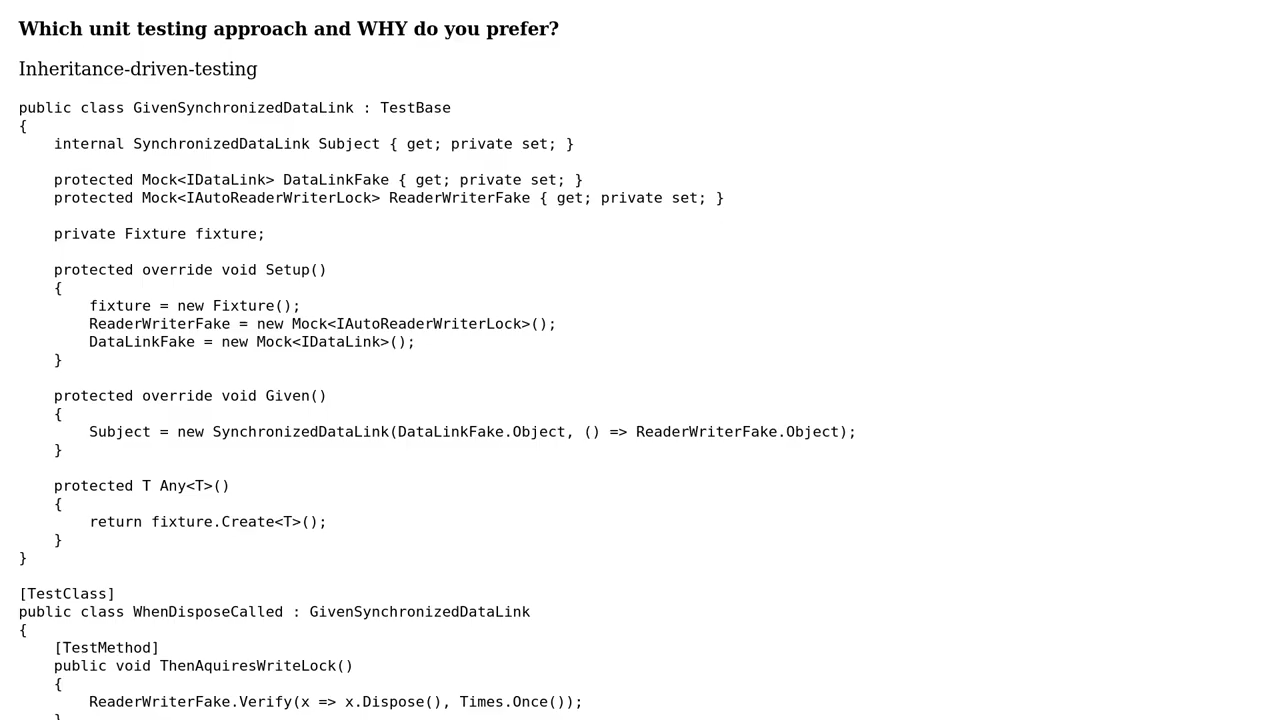 Which unit testing approach and WHY do you prefer?
Inheritance-driven-testing
public class GivenSynchronizedDataLink : TestBase
{
    internal SynchronizedDataLink Subject { get; private set; }
    protected Mock<IDataLink> DataLinkFake { get; private set; }
    protected Mock<IAutoReaderWriterLock> ReaderWriterFake { get; private set; }
    private Fixture fixture;
    protected override void Setup()
    {
        fixture = new Fixture();
        ReaderWriterFake = new Mock<IAutoReaderWriterLock>();
        DataLinkFake = new Mock<IDataLink>();
    }
    protected override void Given()
    {
        Subject = new SynchronizedDataLink(DataLinkFake.Object, () => ReaderWriterFake.Object);
    }
    protected T Any<T>()
    {
        return fixture.Create<T>();
    }
}
[TestClass]
public class WhenDisposeCalled : GivenSynchronizedDataLink
{
    [TestMethod]
    public void ThenAquiresWriteLock()
    {
        ReaderWriterFake.Verify(x => x.Dispose(), Times.Once());
    }